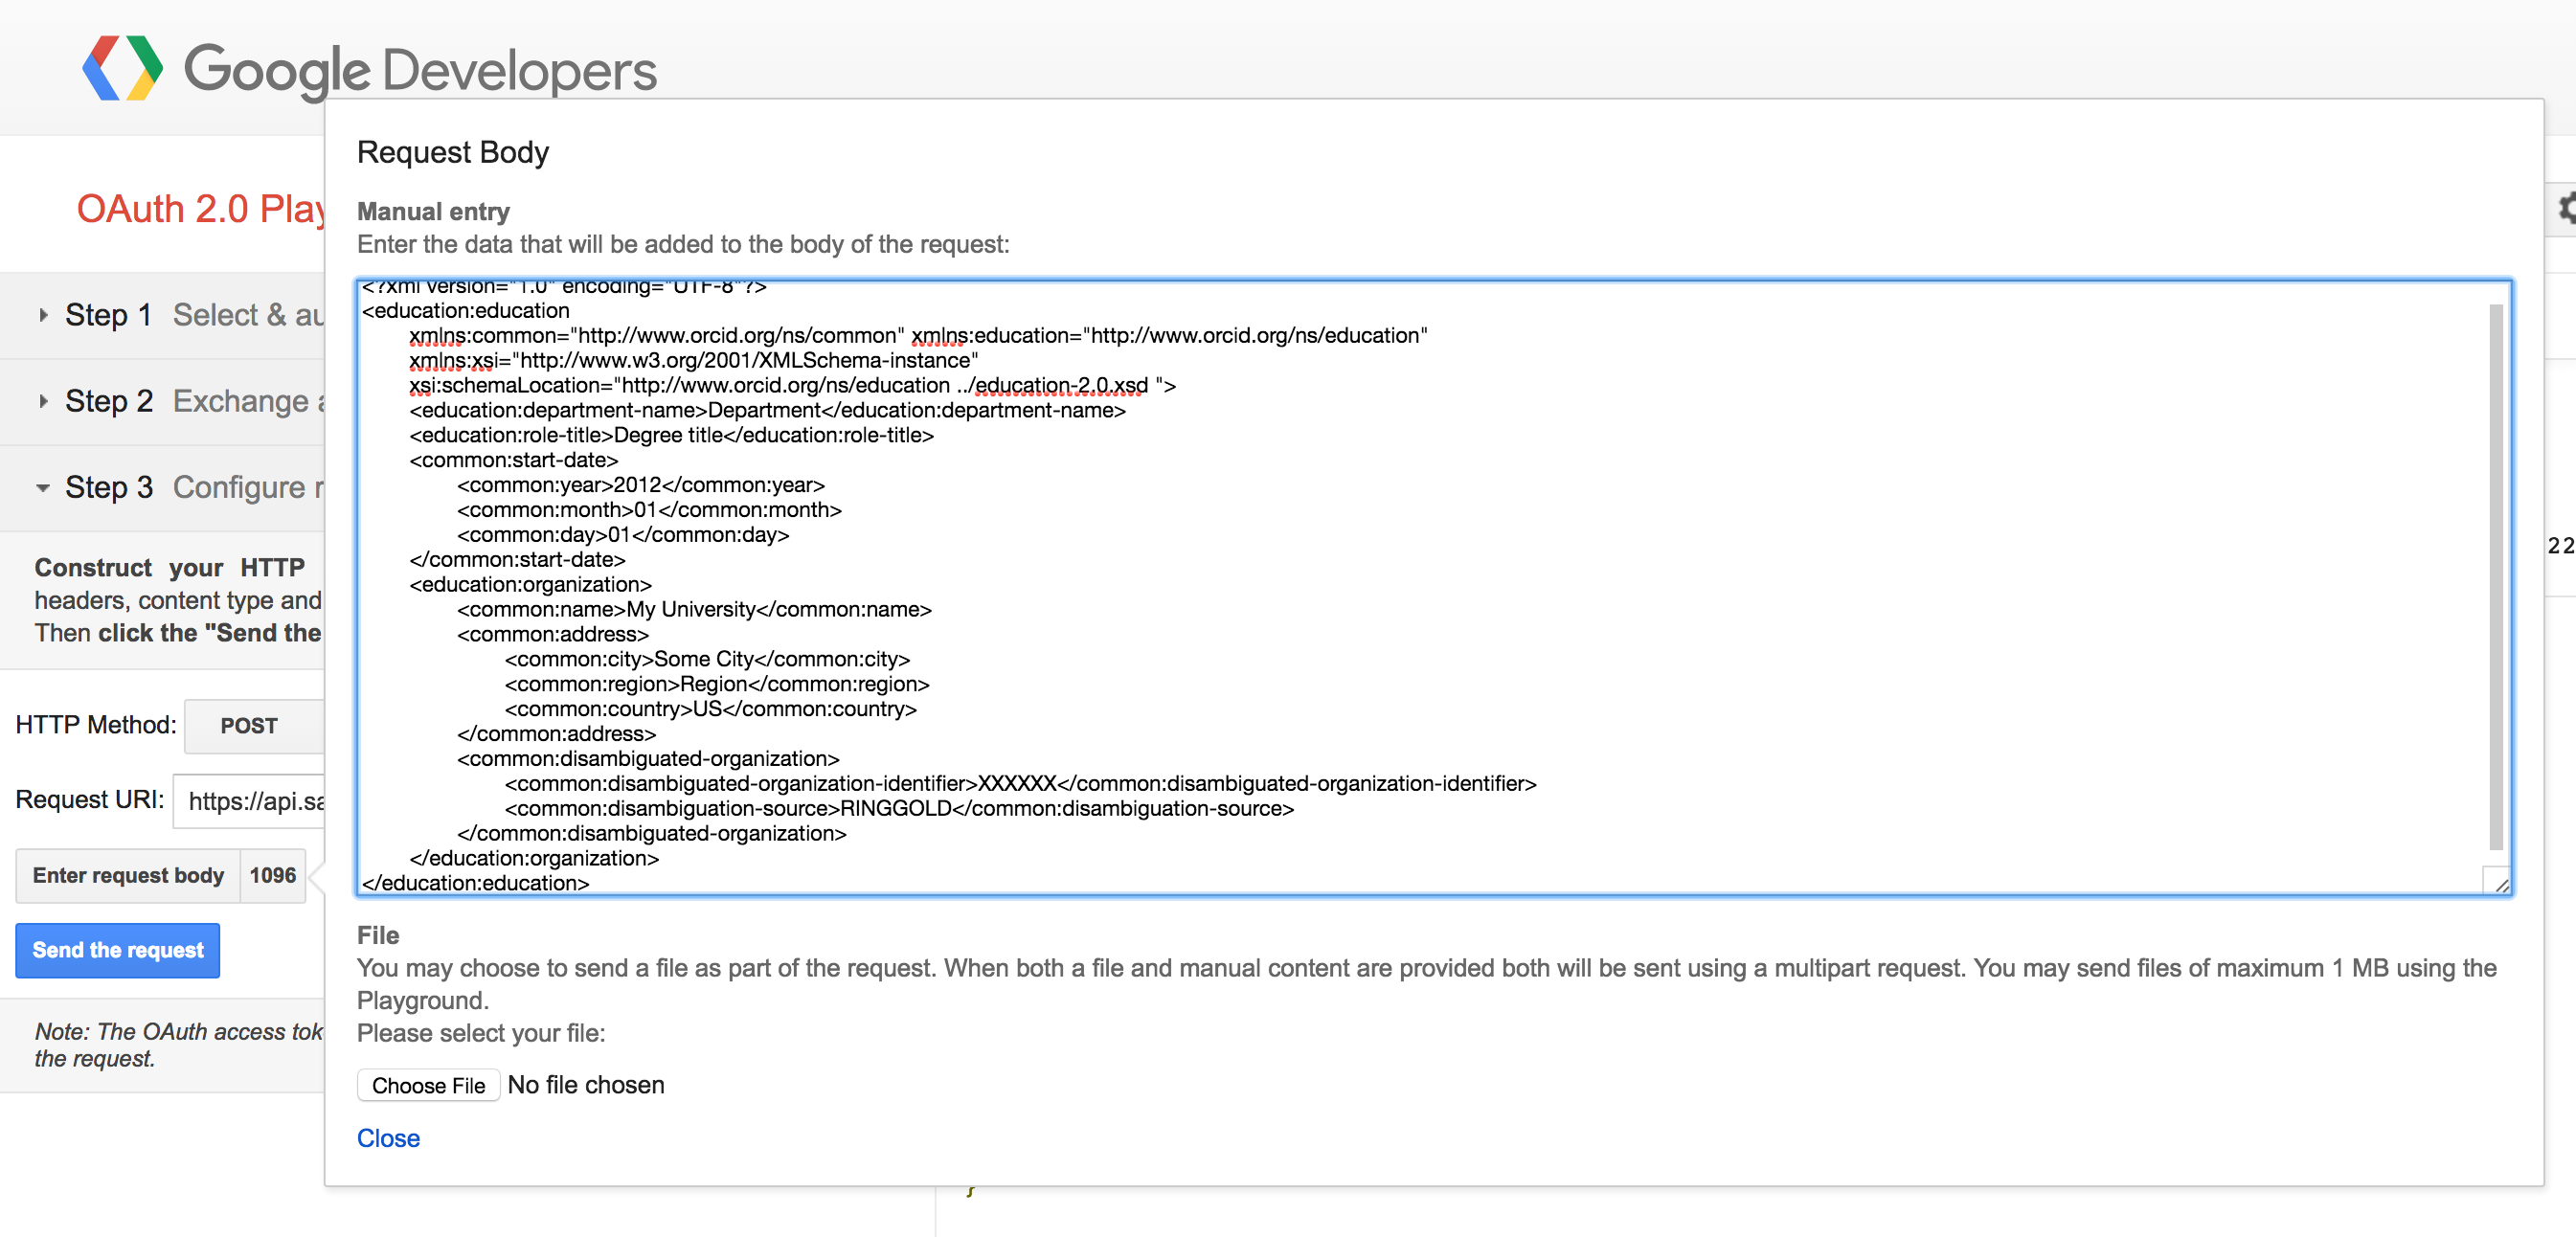 Google Developers
OAuth 2.0 Play
Step 1 Select & au
Step 2 Exchange a
Step 3 Configure r
Construct your HTTP
headers, content type and
Then click the "Send the
HTTP Method: POST
Request URI: https://api.sa
Enter request body 1096
Send the request
Note: The OAuth access tok
the request.
Request Body
Manual entry
Enter the data that will be added to the body of the request:
<?xml version="1.0" encoding="UTF-8"?>
<education:education
xmlns:common="http://www.orcid.org/ns/common" xmlns:education="http://www.orcid.org/ns/education"
xmlns:xsi="http://www.w3.org/2001/XMLSchema-instance"
xsi:schemaLocation="http://www.orcid.org/ns/education ../education-2.0.xsd ">
<education:department-name>Department</education:department-name>
<education:role-title>Degree title</education:role-title>
<common:start-date>
<common:year>2012</common:year>
<common:month>01</common:month>
<common:day>01</common:day>
</common:start-date>
<education:organization>
<common:name>My University</common:name>
<common:address>
<common:city>Some City</common:city>
<common:region>Region</common:region>
<common:country>US</common:country>
</common:address>
<common:disambiguated-organization>
<common:disambiguated-organization-identifier>XXXXXX</common:disambiguated-organization-identifier>
<common:disambiguation-source>RINGGOLD</common:disambiguation-source>
</common:disambiguated-organization>
</education:organization>
</education:education>
File
You may choose to send a file as part of the request. When both a file and manual content are provided both will be sent using a multipart request. You may send files of maximum 1 MB using the
Playground.
Please select your file:
Choose File No file chosen
Close
22
}